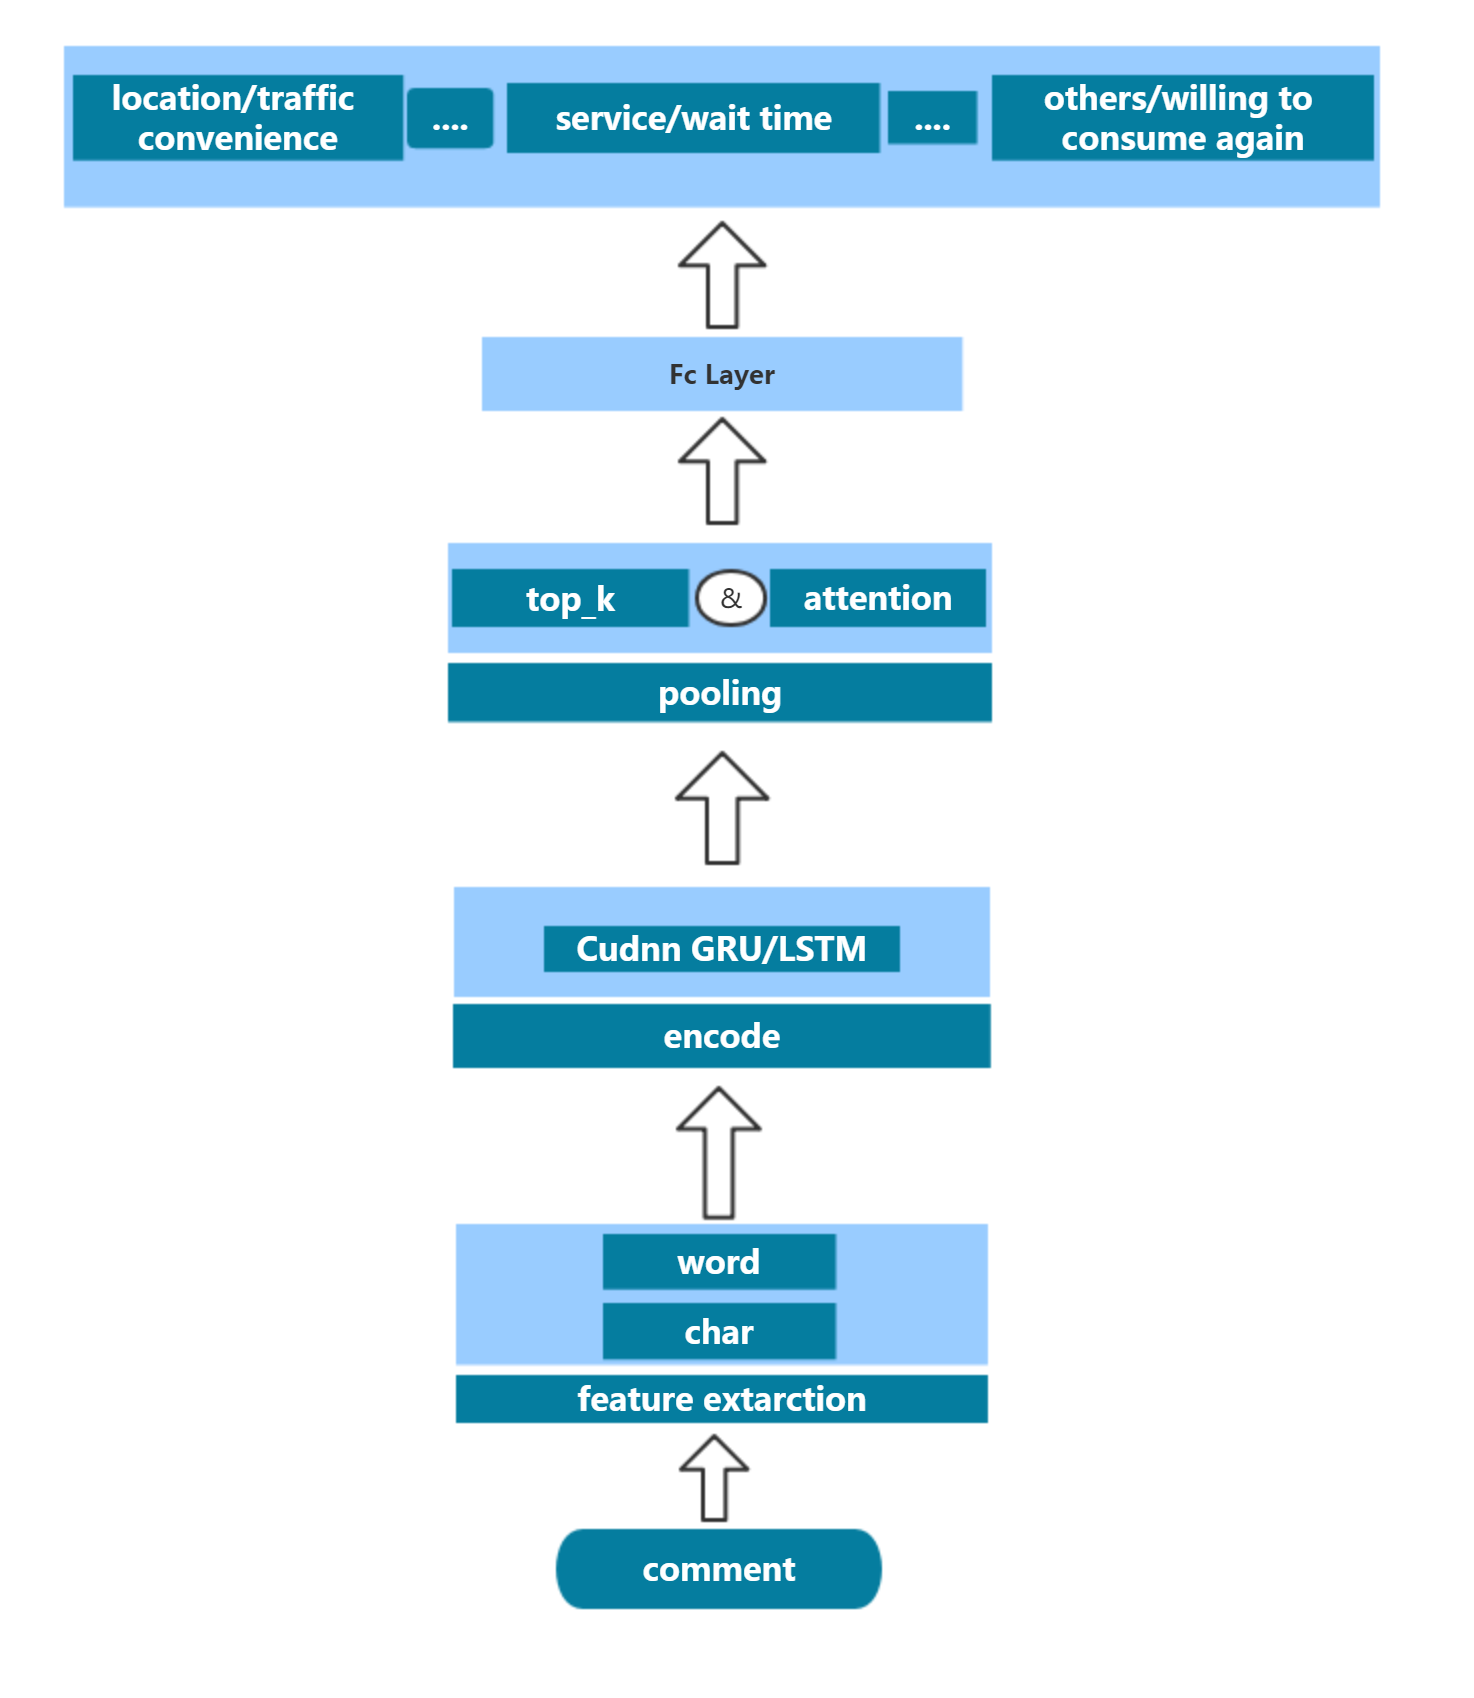 location/traffic
convenience
....
service/wait time
....
others/willing to
consume again
Fc Layer
top_k
&
attention
pooling
Cudnn GRU/LSTM
encode
word
char
feature extarction
comment